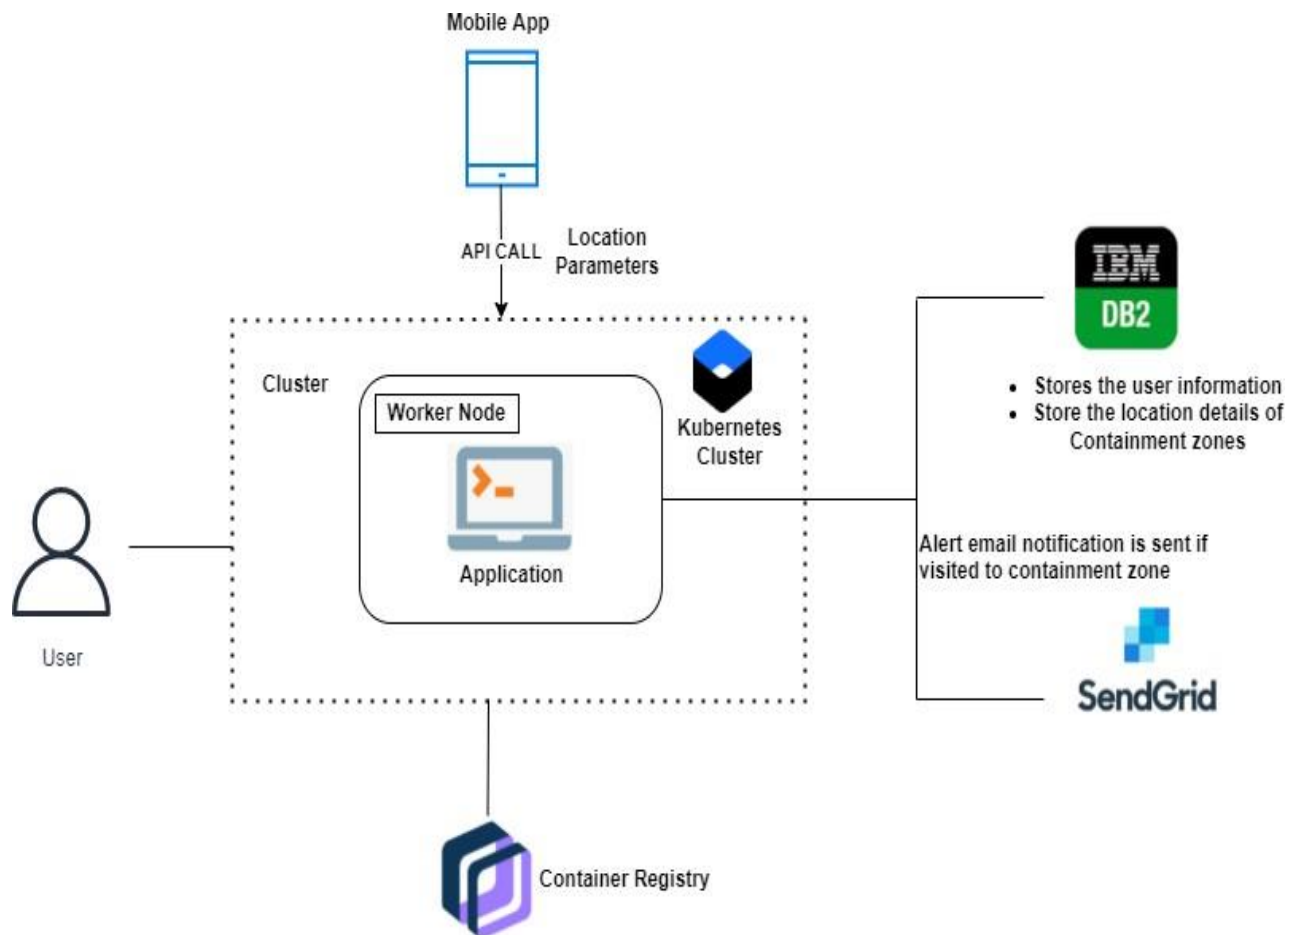 Mobile App
API CALL
Location
Parameters
IBM
DB2
Cluster
Worker Node
Kubernetes
Cluster
Application
• Stores the user information
• Store the location details of
Containment zones
Alert email notification is sent if
visited to containment zone
User
SendGrid
Container Registry